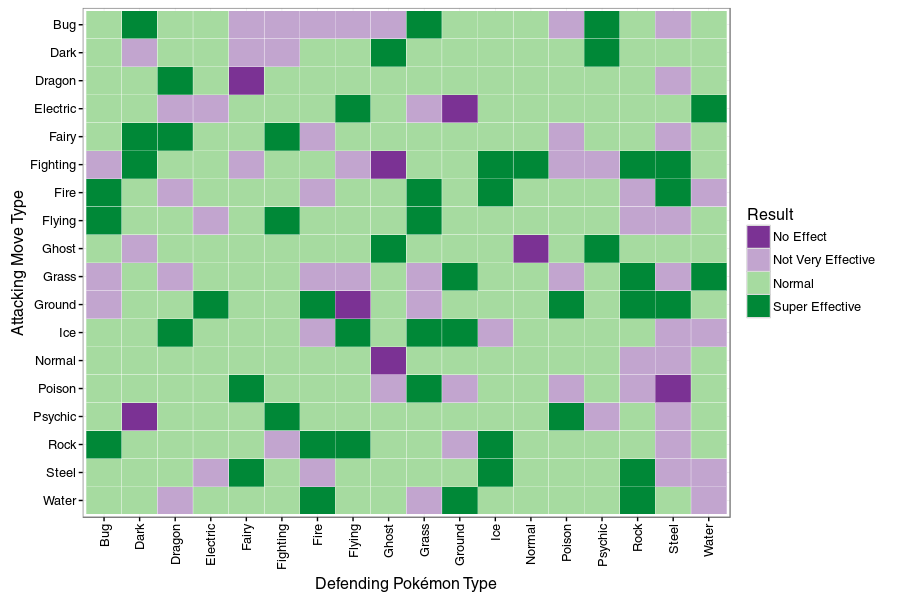 Attacking Move Type
Bug
Dark
Dragon
Electric
Fairy
Fighting
Fire
Flying
Ghost
Grass
Ground
Ice
Normal
Poison
Psychic
Rock
Steel
Water
Bug
Dark
Dragon
Electric
Fairy
Fighting
Fire
Flying
Ghost
Grass
Ground
Ice
Normal
Poison
Psychic
Rock
Steel
Water
Defending Pokémon Type
Result
No Effect
Not Very Effective
Normal
Super Effective